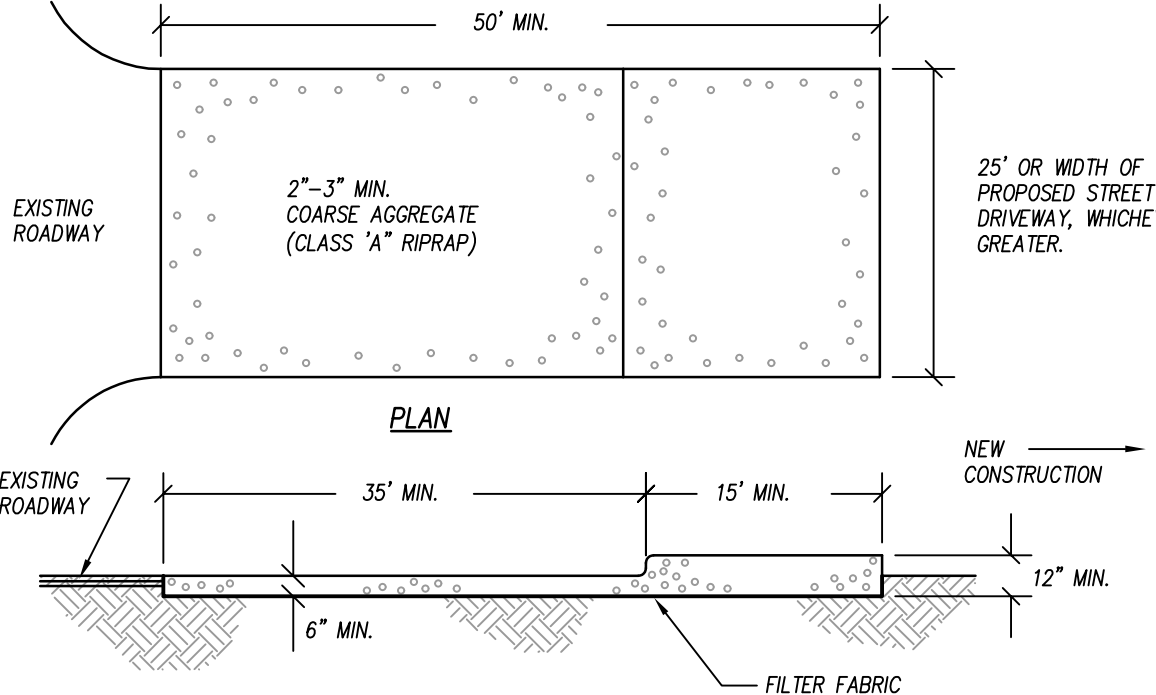 50' MIN.
EXISTING
ROADWAY
2"-3" MIN.
COARSE AGGREGATE
(CLASS 'A" RIPRAP)
25' OR WIDTH OF
PROPOSED STREET
DRIVEWAY, WHICHE
GREATER.
PLAN
EXISTING
ROADWAY
35' MIN.
15' MIN.
NEW
CONSTRUCTION
12" MIN.
6" MIN.
FILTER FABRIC